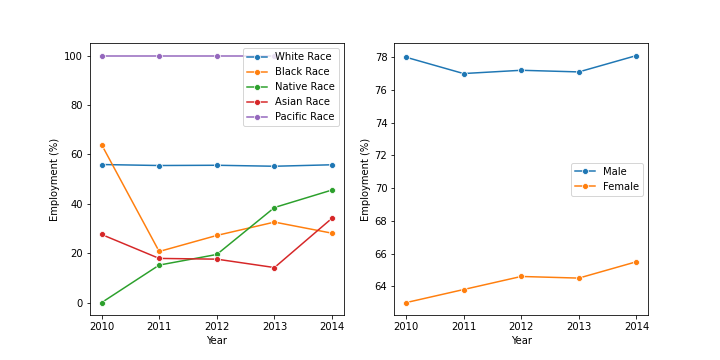 100
80
60
40
20
0
Employment (%)
2010
2011
2012
2013
2014
Year
White Race
Black Race
Native Race
Asian Race
Pacific Race
78
76
74
72
70
68
66
64
Employment (%)
2010
2011
2012
2013
2014
Year
Male
Female